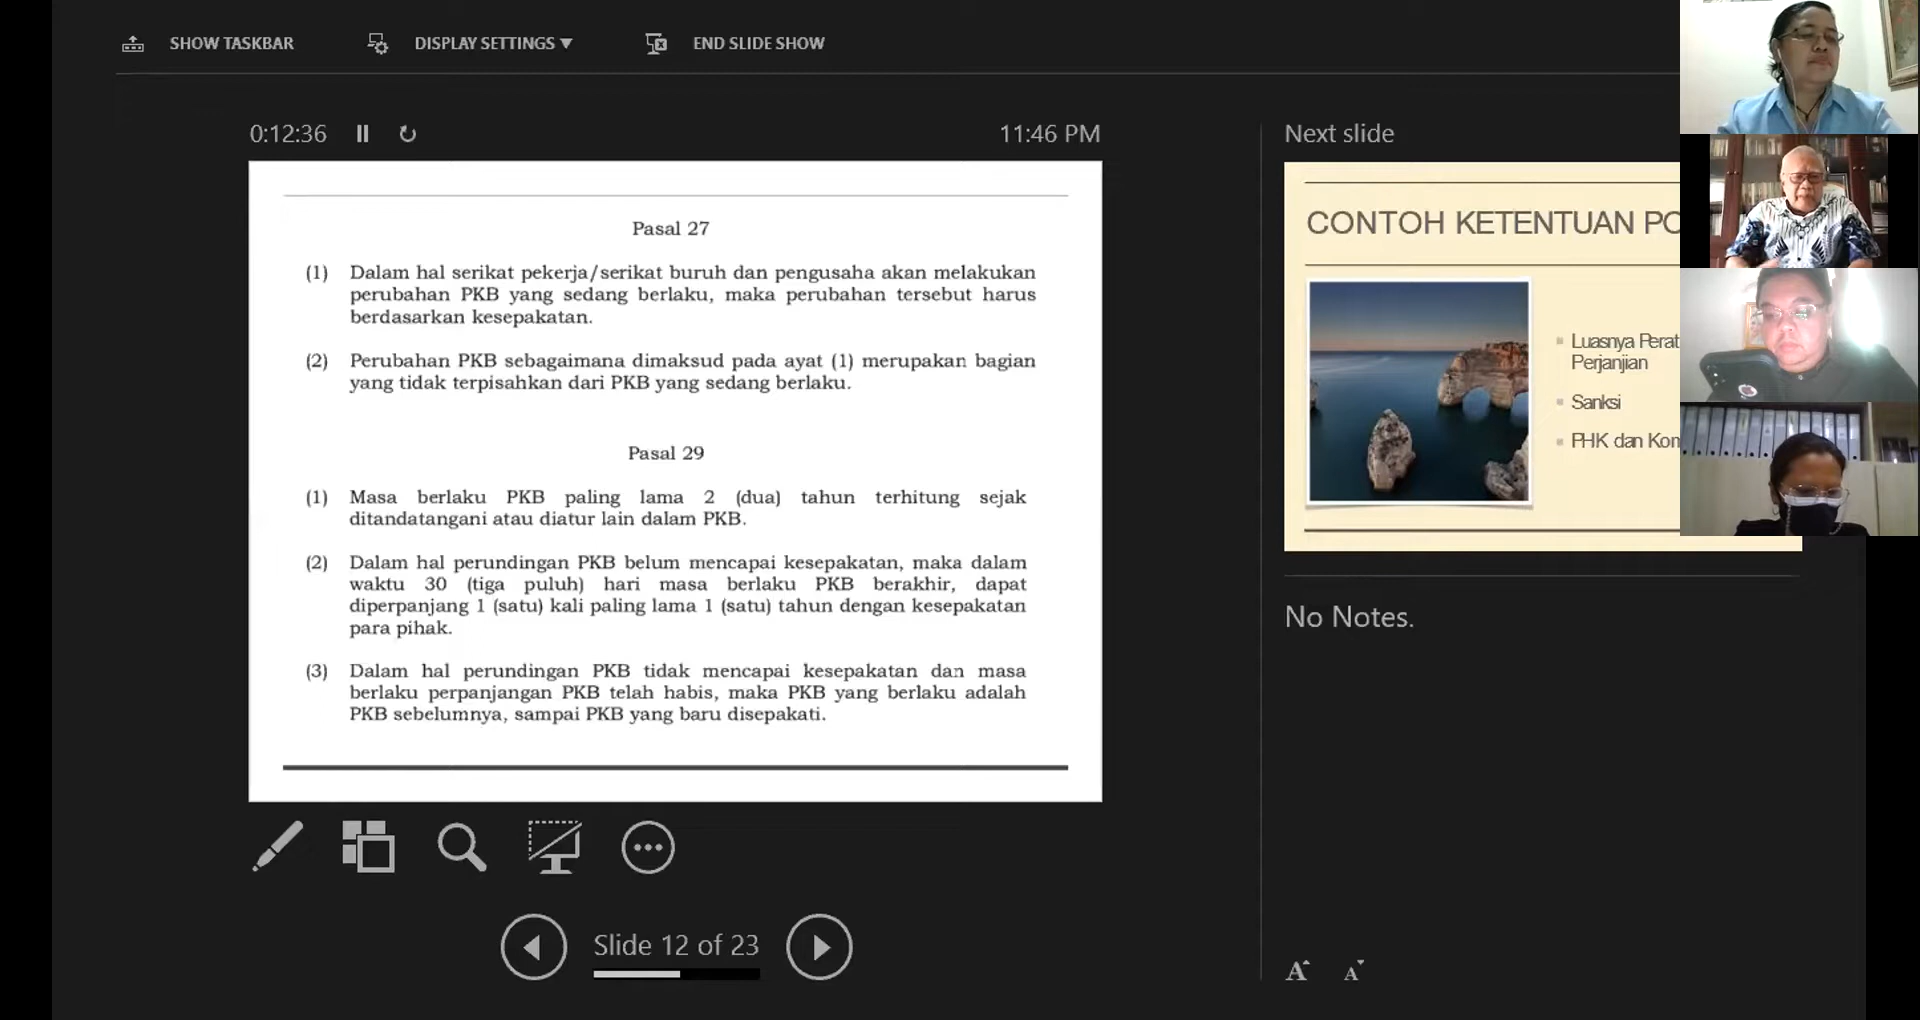 SHOW TASKBAR
DISPLAY SETTINGS
END SLIDE SHOW
0:12:36
11:46 PM
Pasal 27
(1) Dalam hal serikat pekerja/serikat buruh dan pengusaha akan melakukan
perubahan PKB yang sedang berlaku, maka perubahan tersebut harus
berdasarkan kesepakatan.
(2) Perubahan PKB sebagaimana dimaksud pada ayat (1) merupakan bagian
yang tidak terpisahkan dari PKB yang sedang berlaku.
Pasal 29
(1) Masa berlaku PKB paling lama 2 (dua) tahun terhitung sejak
ditandatangani atau diatur lain dalam PKB.
(2) Dalam hal perundingan PKB belum mencapai kesepakatan, maka dalam
waktu 30 (tiga puluh) hari masa berlaku PKB berakhir, dapat
diperpanjang 1 (satu) kali paling lama 1 (satu) tahun dengan kesepakatan
para pihak.
(3) Dalam hal perundingan PKB tidak mencapai kesepakatan dan masa
berlaku perpanjangan PKB telah habis, maka PKB yang berlaku adalah
PKB sebelumnya, sampai PKB yang baru disepakati.
Slide 12 of 23
Next slide
CONTOH KETENTUAN
Luasnya
Perjanjian
Sanksi
PHK dan
No Notes.
A A